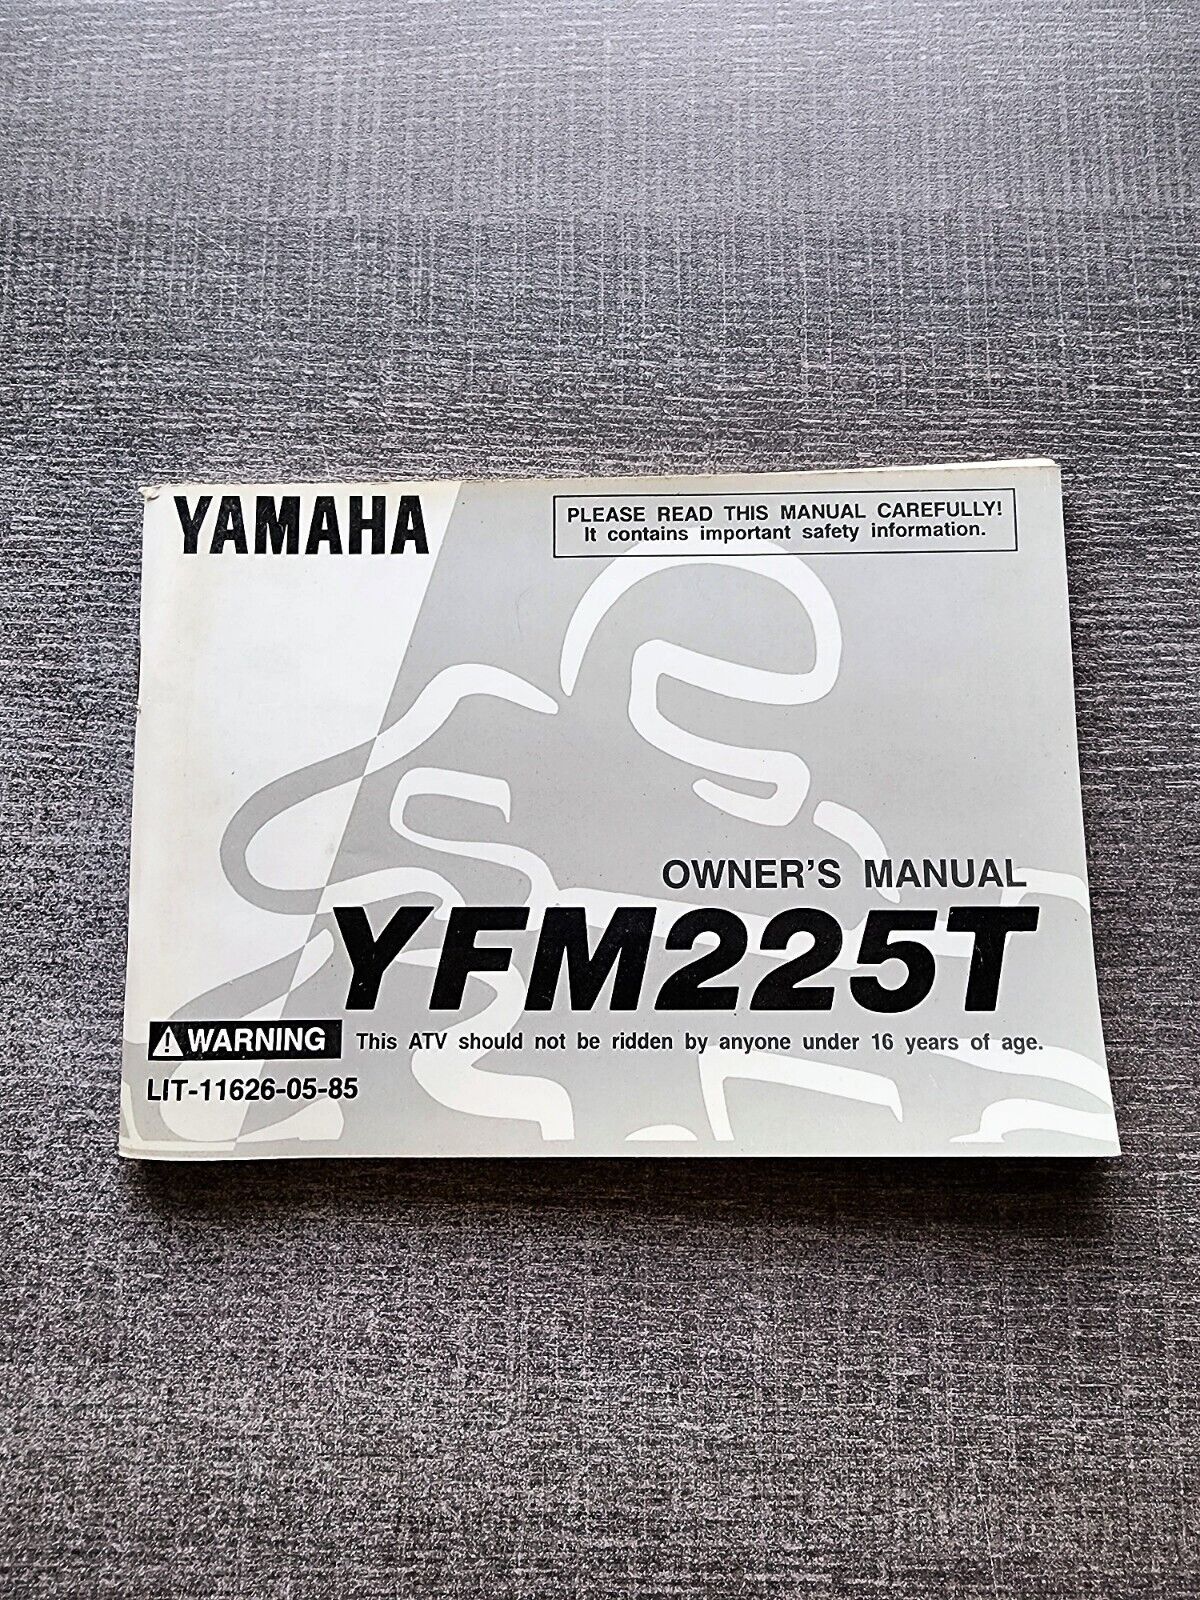 YAMAHA
PLEASE READ THIS MANUAL CAREFULLY!
It contains important safety information.
OWNER'S MANUAL
YFM225T
WARNING This ATV should not be ridden by anyone under 16 years of age.
LIT-11626-05-85